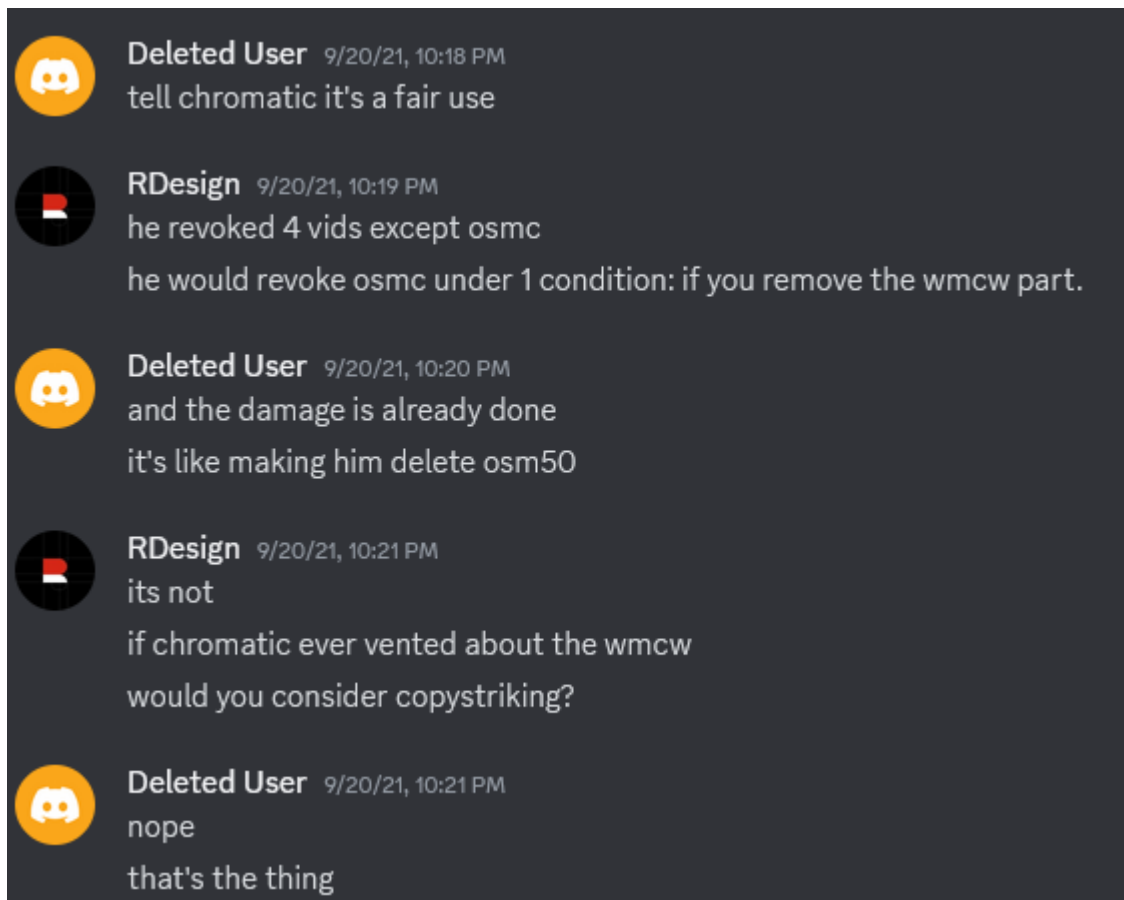 Deleted User 9/20/21, 10:18 PM
tell chromatic it's a fair use
RDesign 9/20/21, 10:19 PM
he revoked 4 vids except osmc
he would revoke osmc under 1 condition: if you remove the wmcw part.
Deleted User 9/20/21, 10:20 PM
and the damage is already done
it's like making him delete osm50
RDesign 9/20/21, 10:21 PM
its not
if chromatic ever vented about the wmcw
would you consider copystriking?
Deleted User 9/20/21, 10:21 PM
nope
that's the thing